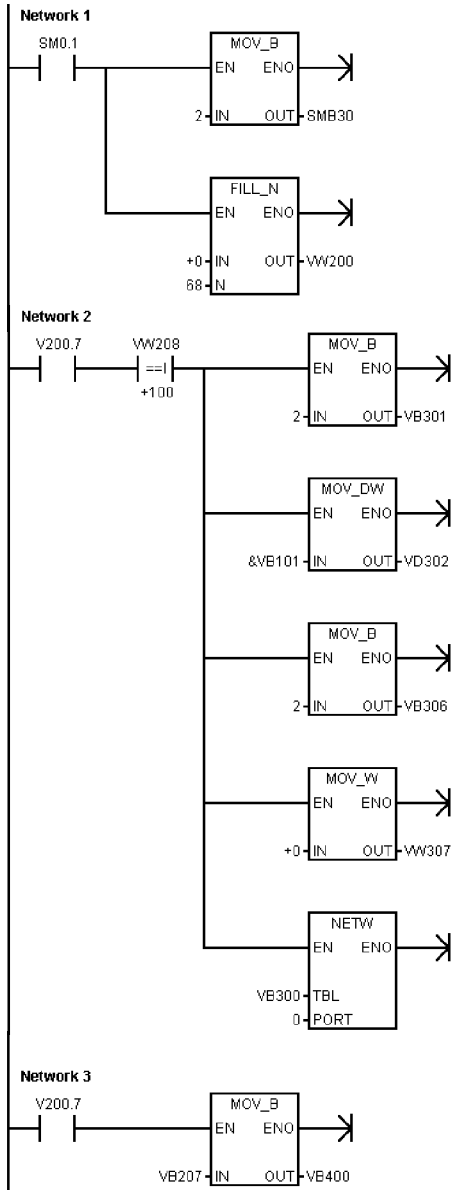 Network 1
SM0.1
MOV_B
EN ENO
2 IN OUT SMB30
FILL_N
EN ENO
+0 IN OUT VW200
68 N
Network 2
V200.7 VW208 MOV_B
==I EN ENO
+100
2 IN OUT VB301
MOV_DW
EN ENO
&VB101 IN OUT VD302
MOV_B
EN ENO
2 IN OUT VB306
MOV_W
EN ENO
+0 IN OUT VW307
NETW
EN ENO
VB300 TBL
0 PORT
Network 3
V200.7 MOV_B
EN ENO
VB207 IN OUT VB400